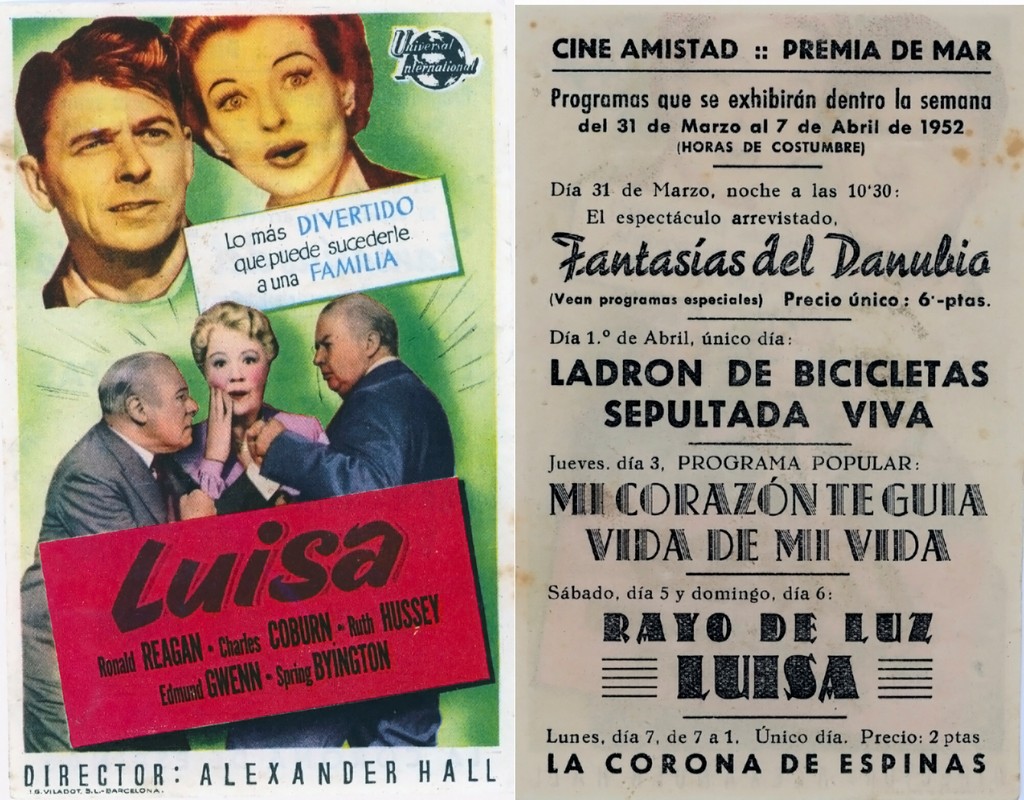 Universal
International
Lo más DIVERTIDO
que puede sucederle
a una FAMILIA
Luisa
Ronald REAGAN • Charles COBURN • Ruth HUSSEY
Edmund GWENN • Spring BYINGTON
DIRECTOR: ALEXANDER HALL
I.G. VILADOT. S.L.-BARCELONA.
CINE AMISTAD :: PREMIA DE MAR
Programas que se exhibirán dentro la semana
del 31 de Marzo al 7 de Abril de 1952
(HORAS DE COSTUMBRE)
Día 31 de Marzo, noche a las 10'30:
El espectáculo arrevistado,
Fantasías del Danubio
(Vean programas especiales) Precio único: 6'-ptas.
Día 1.º de Abril, único día:
LADRON DE BICICLETAS
SEPULTADA VIVA
Jueves. día 3, PROGRAMA POPULAR:
MI CORAZÓN TE GUIA
VIDA DE MI VIDA
Sábado, día 5 y domingo, día 6:
RAYO DE LUZ
LUISA
Lunes, día 7, de 7 a 1. Único día. Precio: 2 ptas
LA CORONA DE ESPINAS